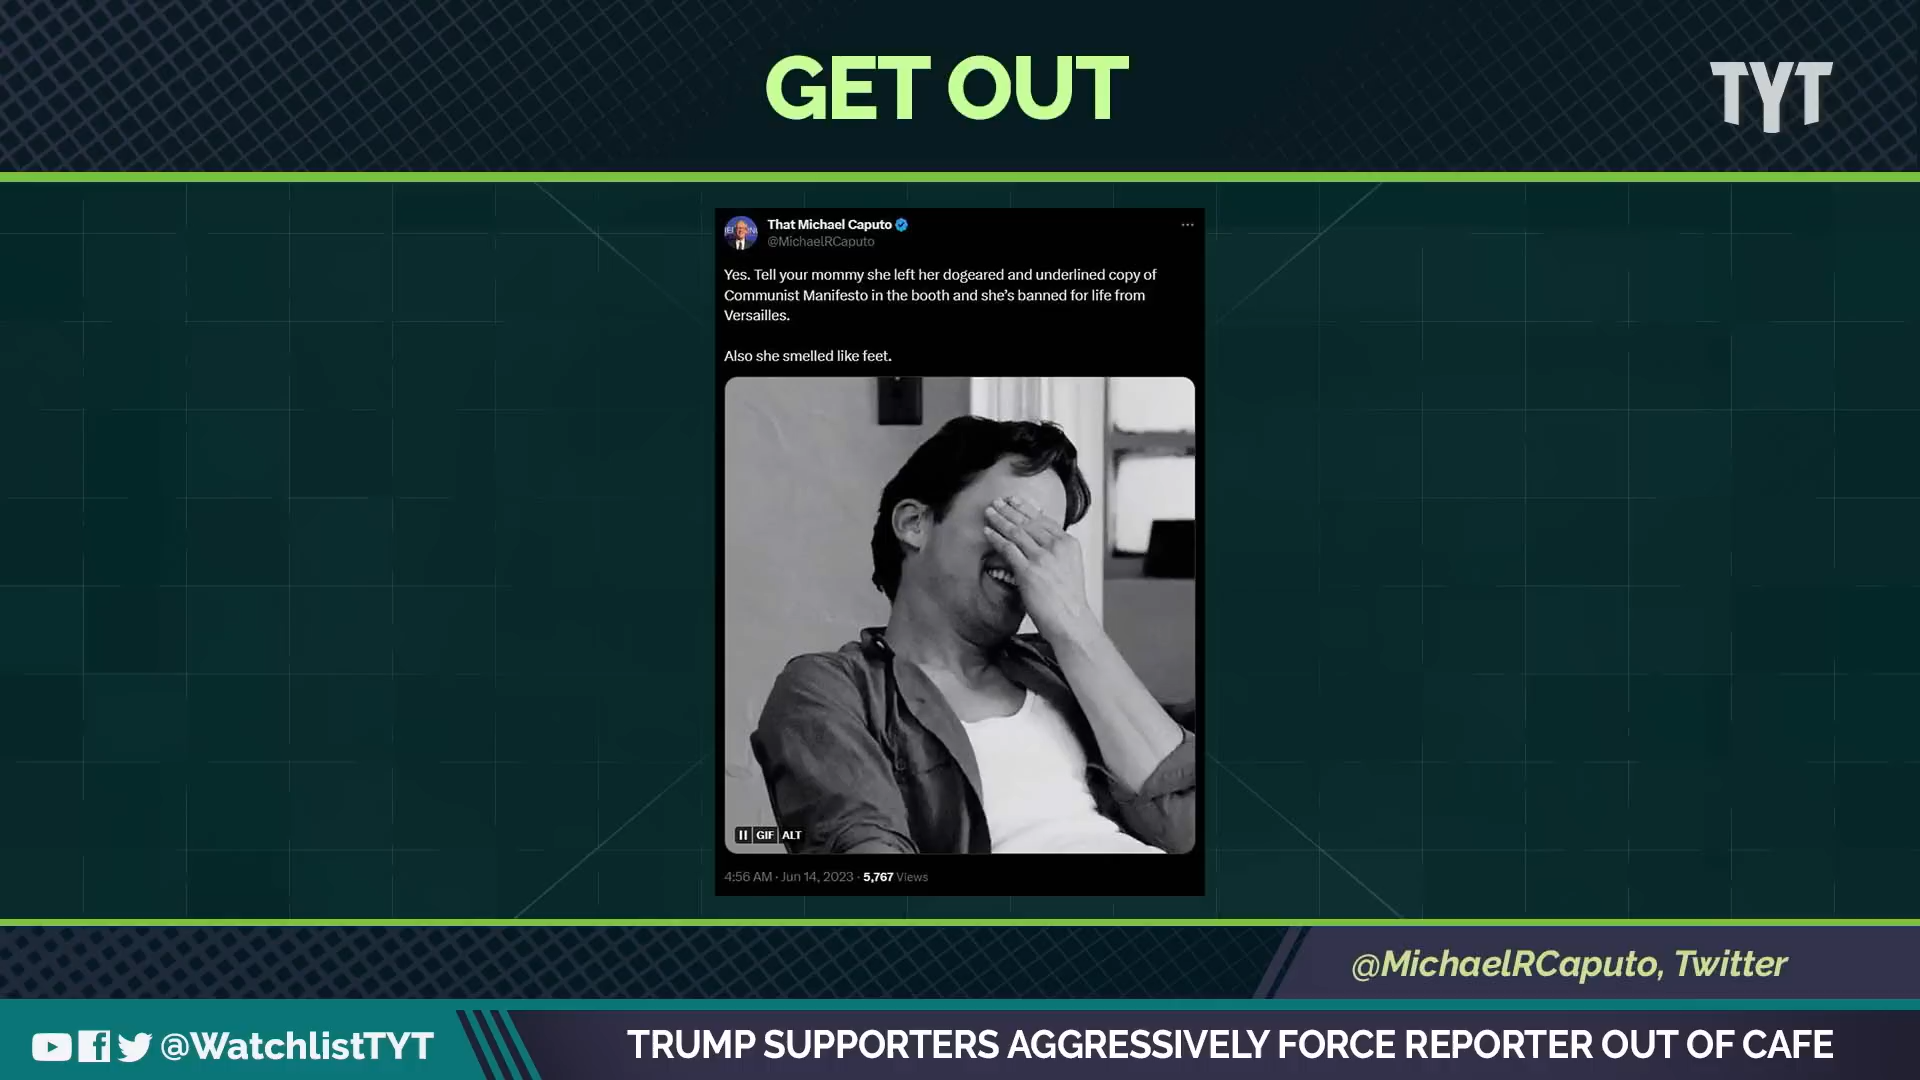 GET OUT
TYT
That Michael Caputo
@MichaelRCaputo
Yes. Tell your mommy she left her dogeared and underlined copy of
Communist Manifesto in the booth and she's banned for life from
Versailles.
Also she smelled like feet.
GIF ALT
4:56 AM · Jun 14, 2023 · 5,767 Views
@MichaelRCaputo, Twitter
@WatchlistTYT
TRUMP SUPPORTERS AGGRESSIVELY FORCE REPORTER OUT OF CAFE